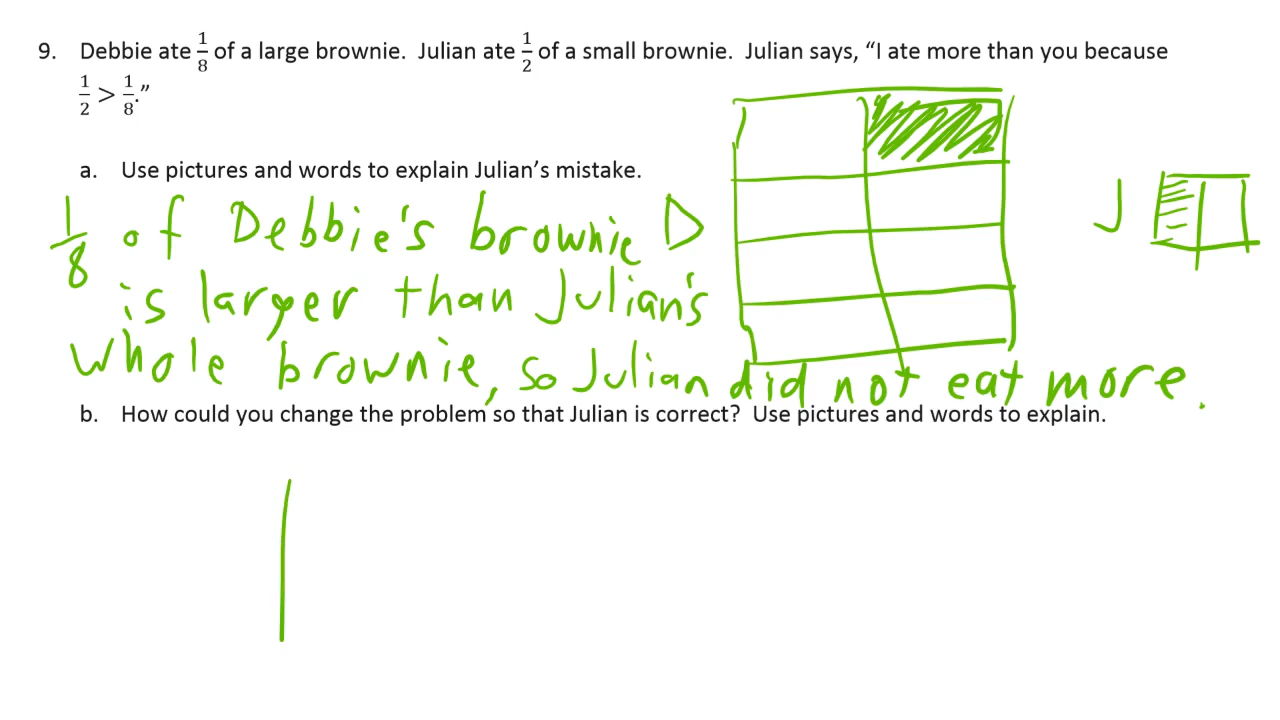 9. Debbie ate 1/8 of a large brownie. Julian ate 1/2 of a small brownie. Julian says, “I ate more than you because
1/2 > 1/8.”
a. Use pictures and words to explain Julian’s mistake.
1/8 of Debbie's brownie D
J
is larger than Julian's
whole brownie, so Julian did not eat more.
b. How could you change the problem so that Julian is correct? Use pictures and words to explain.